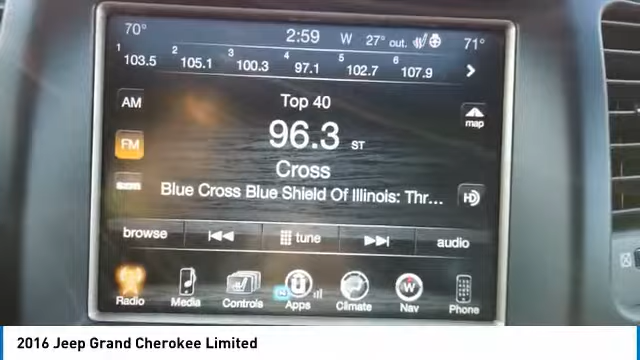 70° 2:59 W 27° out. 71°
1 103.5 2 105.1 3 100.3 4 97.1 5 102.7 6 107.9
AM Top 40 map
FM 96.3 ST
Cross
sxm Blue Cross Blue Shield Of Illinois: Thr... HD
browse tune audio
Radio Media Controls Apps Climate Nav Phone
2016 Jeep Grand Cherokee Limited